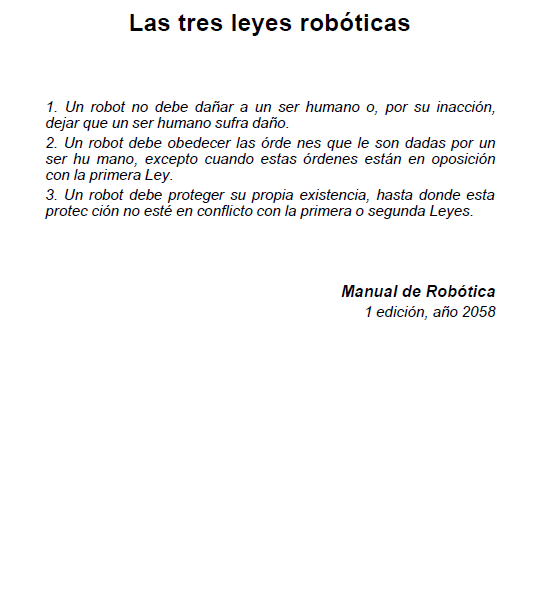 Las tres leyes robóticas
1. Un robot no debe dañar a un ser humano o, por su inacción,
dejar que un ser humano sufra daño.
2. Un robot debe obedecer las órde nes que le son dadas por un
ser hu mano, excepto cuando estas órdenes están en oposición
con la primera Ley.
3. Un robot debe proteger su propia existencia, hasta donde esta
protec ción no esté en conflicto con la primera o segunda Leyes.
Manual de Robótica
1 edición, año 2058